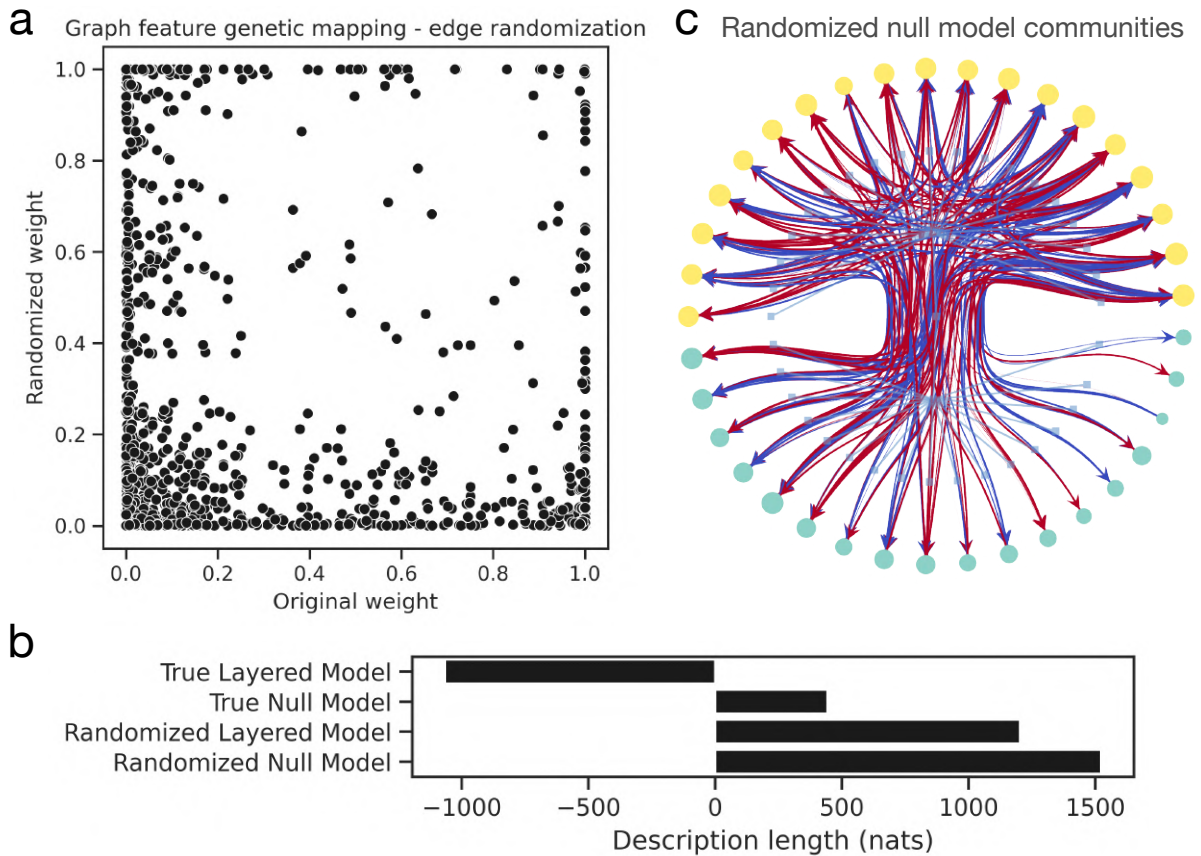 a
Graph feature genetic mapping - edge randomization
1.0
0.8
0.6
0.4
0.2
0.0
Randomized weight
0.0 0.2 0.4 0.6 0.8 1.0
Original weight
c
Randomized null model communities
b
True Layered Model
True Null Model
Randomized Layered Model
Randomized Null Model
−1000 −500 0 500 1000 1500
Description length (nats)